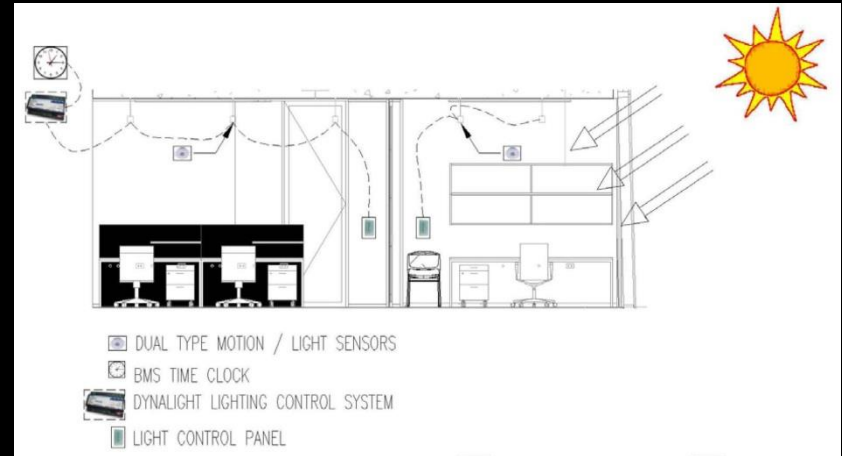 DUAL TYPE MOTION / LIGHT SENSORS
BMS TIME CLOCK
DYNALIGHT LIGHTING CONTROL SYSTEM
LIGHT CONTROL PANEL